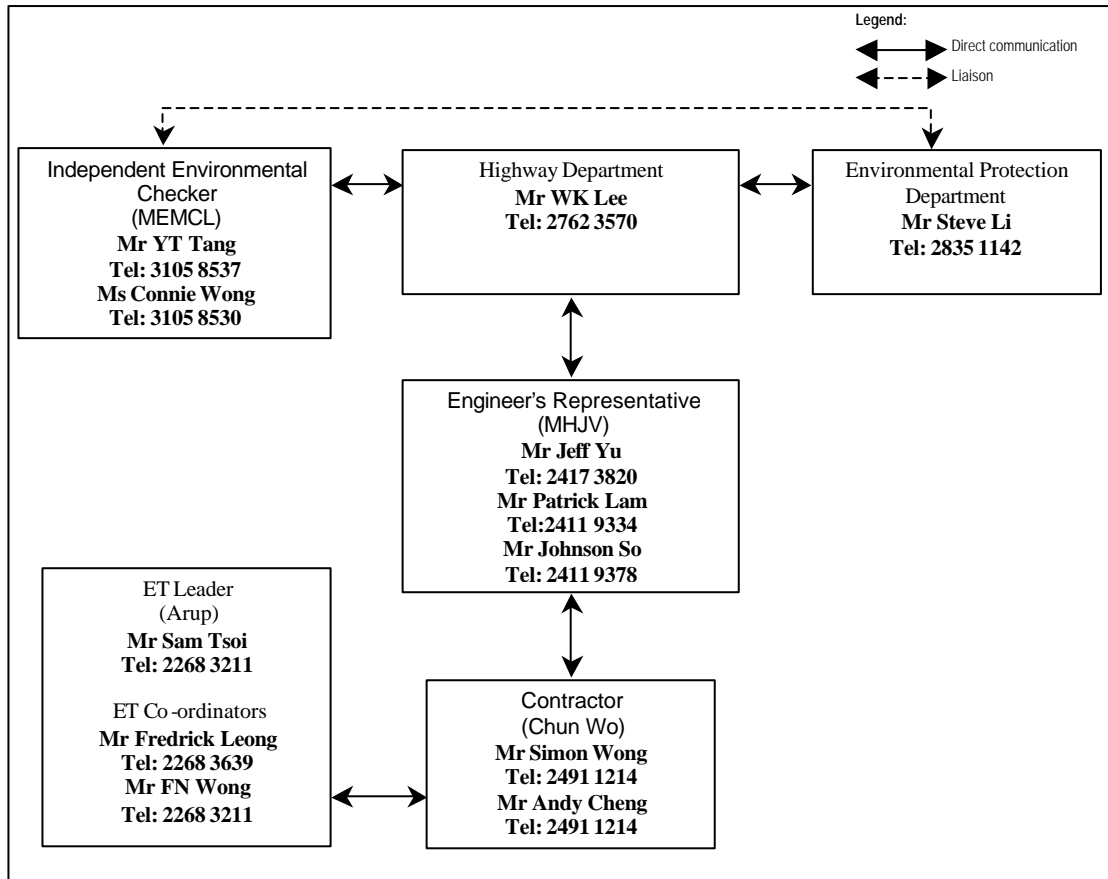 Legend:
Direct communication
Liaison
Independent Environmental
Checker
(MEMCL)
Mr YT Tang
Tel: 3105 8537
Ms Connie Wong
Tel: 3105 8530
Highway Department
Mr WK Lee
Tel: 2762 3570
Environmental Protection
Department
Mr Steve Li
Tel: 2835 1142
Engineer's Representative
(MHJV)
Mr Jeff Yu
Tel: 2417 3820
Mr Patrick Lam
Tel:2411 9334
Mr Johnson So
Tel: 2411 9378
ET Leader
(Arup)
Mr Sam Tsoi
Tel: 2268 3211
ET Co-ordinators
Mr Fredrick Leong
Tel: 2268 3639
Mr FN Wong
Tel: 2268 3211
Contractor
(Chun Wo)
Mr Simon Wong
Tel: 2491 1214
Mr Andy Cheng
Tel: 2491 1214